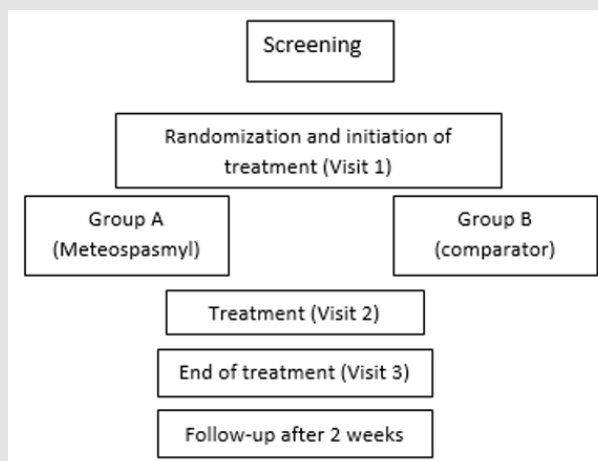 Screening
Randomization and initiation of
treatment (Visit 1)
Group A
(Meteospasmyl)
Group B
(comparator)
Treatment (Visit 2)
End of treatment (Visit 3)
Follow-up after 2 weeks